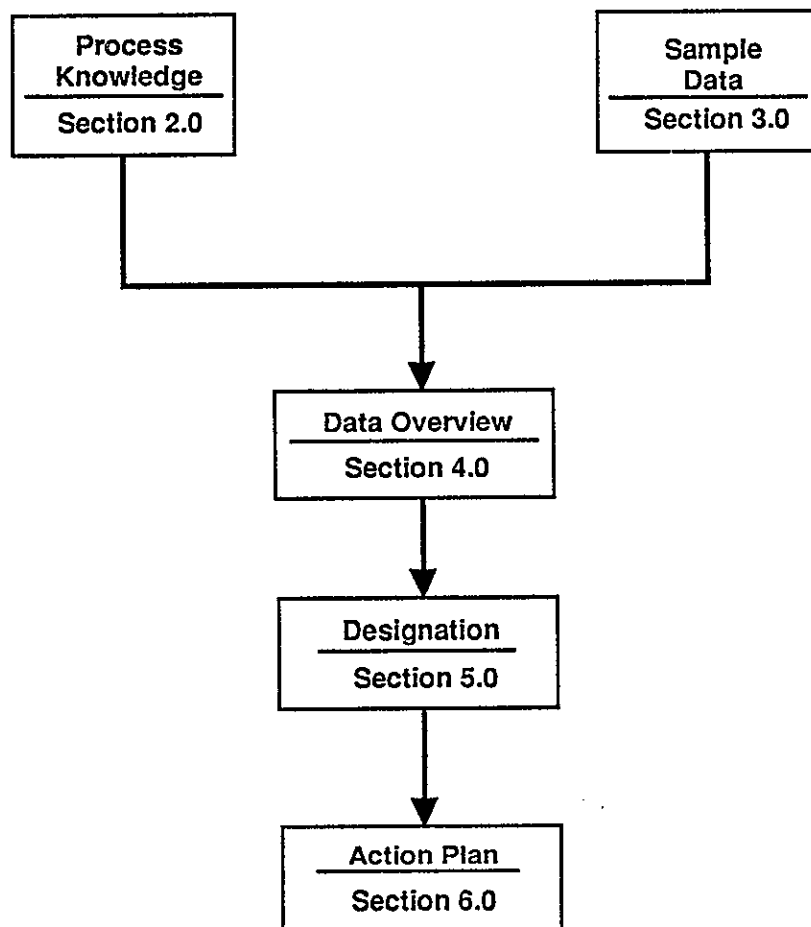 Process
Knowledge
Section 2.0
Sample
Data
Section 3.0
Data Overview
Section 4.0
Designation
Section 5.0
Action Plan
Section 6.0